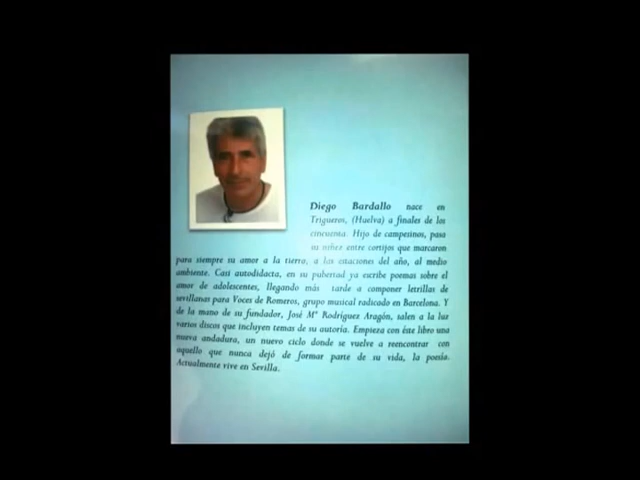 Diego Bardallo nace en
Trigueros, (Huelva) a finales de los
cincuenta. Hijo de campesinos, pasa
su niñez entre cortijos que marcaron
para siempre su amor a la tierra, a las estaciones del año, al medio
ambiente. Casi autodidacta, en su pubertad ya escribe poemas sobre el
amor de adolescentes, llegando más tarde a componer letrillas de
sevillanas para Voces de Romeros, grupo musical radicado en Barcelona. Y
de la mano de su fundador, José Mª Rodríguez Aragón, salen a la luz
varios discos que incluyen temas de su autoría. Empieza con éste libro una
nueva andadura, un nuevo ciclo donde se vuelve a reencontrar con
aquello que nunca dejó de formar parte de su vida, la poesía.
Actualmente vive en Sevilla.